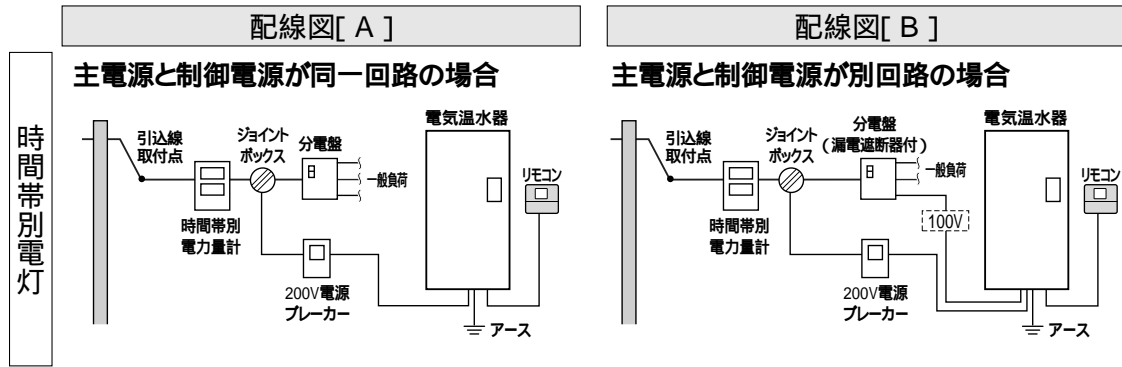 配線図[ A ]
配線図[ B ]
時間帯別電灯
主電源と制御電源が同一回路の場合
引込線
取付点
ジョイント
ボックス
分電盤
一般負荷
電気温水器
リモコン
時間帯別
電力量計
200V電源
ブレーカー
アース
主電源と制御電源が別回路の場合
引込線
取付点
ジョイント
ボックス
分電盤
(漏電遮断器付)
一般負荷
100V
電気温水器
リモコン
時間帯別
電力量計
200V電源
ブレーカー
アース